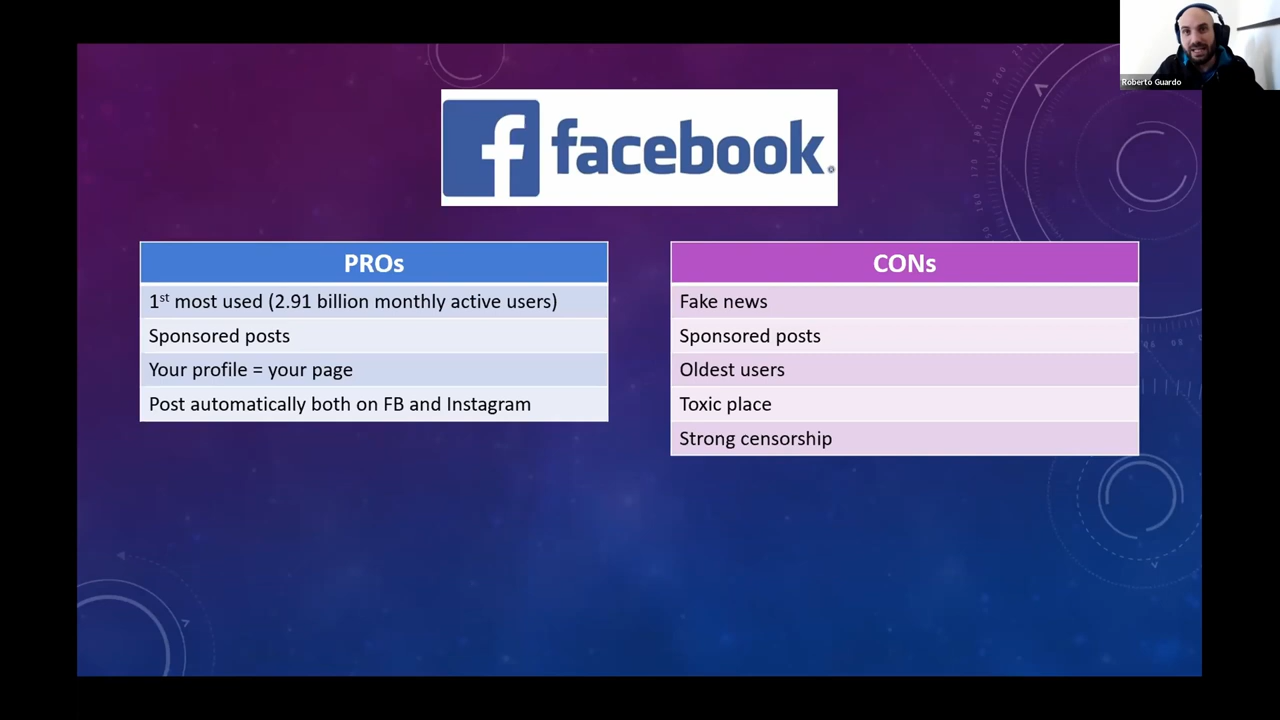 Roberto Guardo
facebook
PROs
1st most used (2.91 billion monthly active users)
Sponsored posts
Your profile = your page
Post automatically both on FB and Instagram
CONs
Fake news
Sponsored posts
Oldest users
Toxic place
Strong censorship